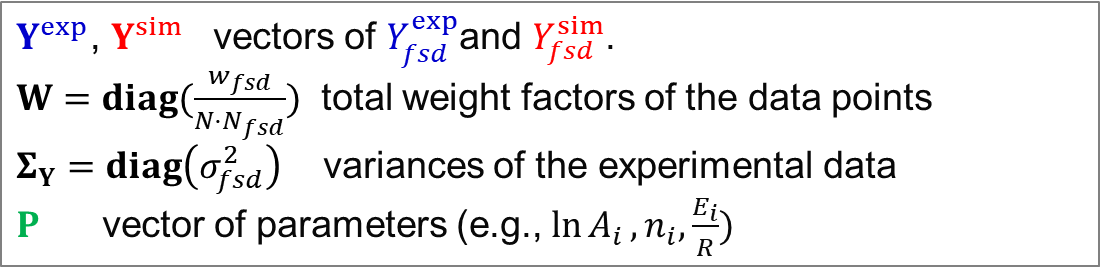 Y^exp, Y^sim vectors of Y_fsd^exp and Y_fsd^sim.
W = diag(w_fsd / N·N_fsd) total weight factors of the data points
Σ_Y = diag(σ_fsd^2) variances of the experimental data
P vector of parameters (e.g., ln A_i , n_i, E_i/R)